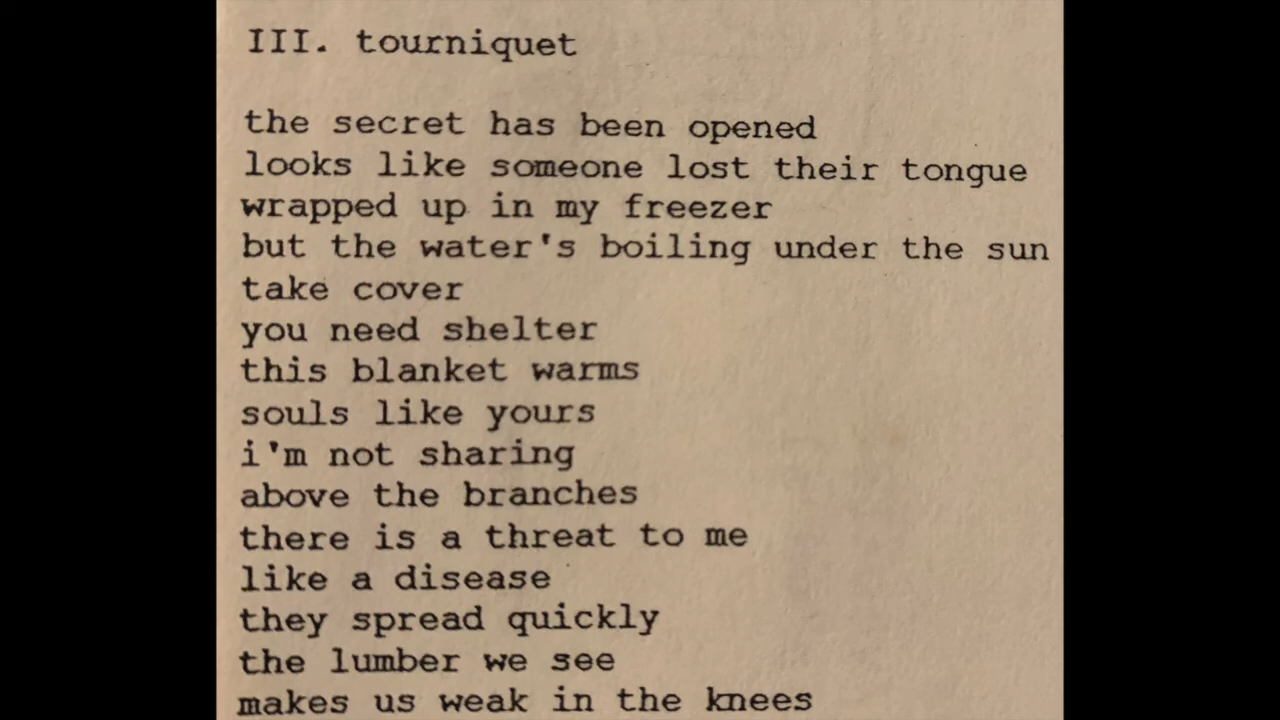 III. tourniquet
the secret has been opened
looks like someone lost their tongue
wrapped up in my freezer
but the water's boiling under the sun
take cover
you need shelter
this blanket warms
souls like yours
i'm not sharing
above the branches
there is a threat to me
like a disease
they spread quickly
the lumber we see
makes us weak in the knees